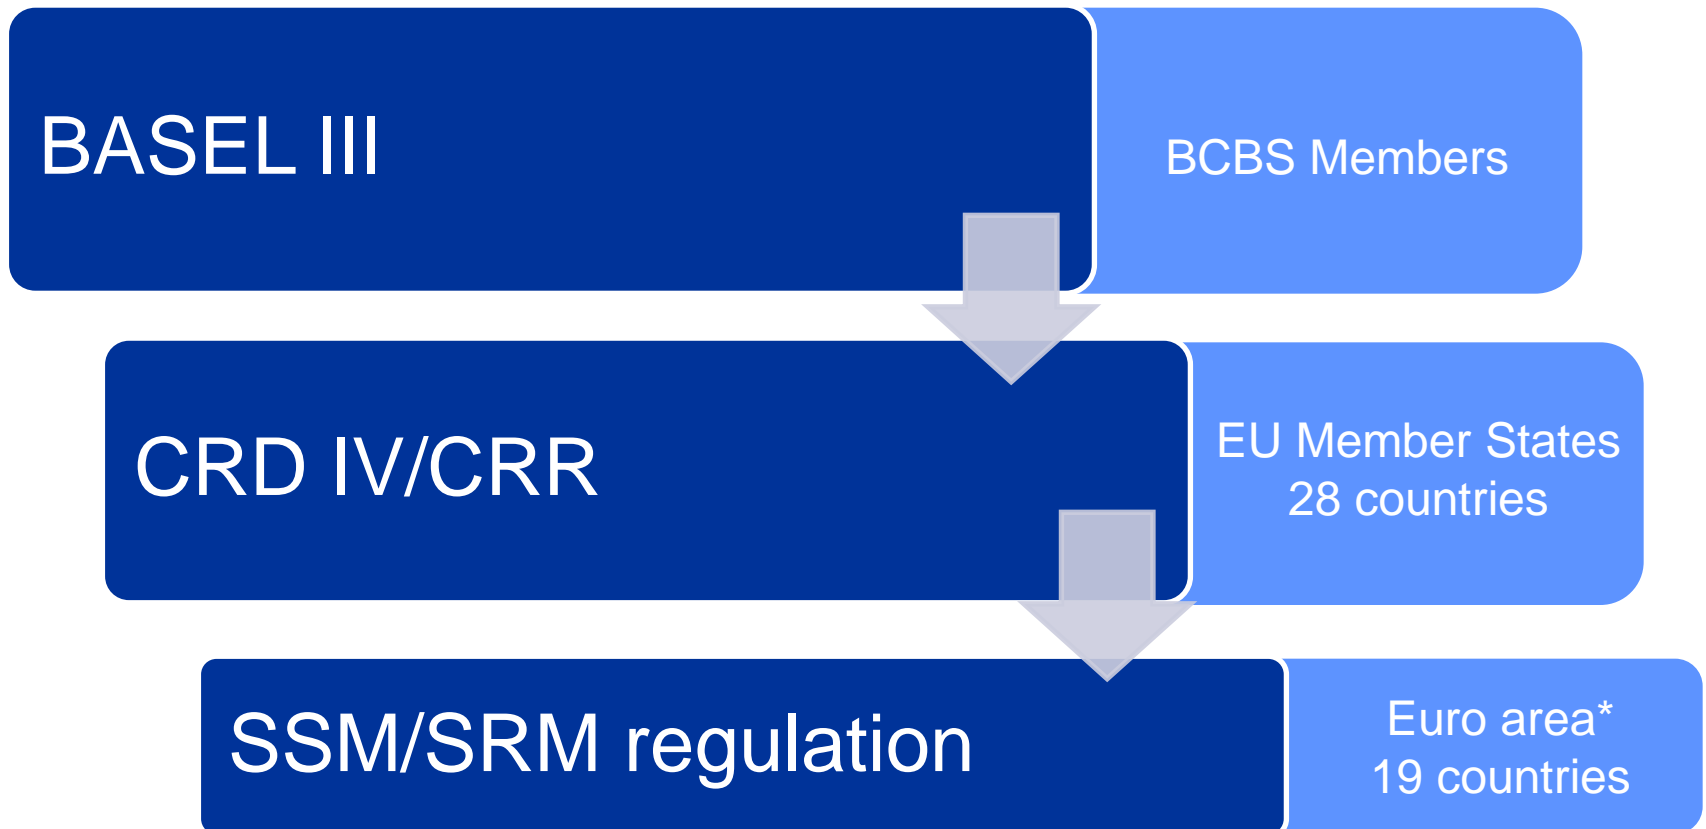 BASEL III
BCBS Members
CRD IV/CRR
EU Member States
28 countries
SSM/SRM regulation
Euro area*
19 countries